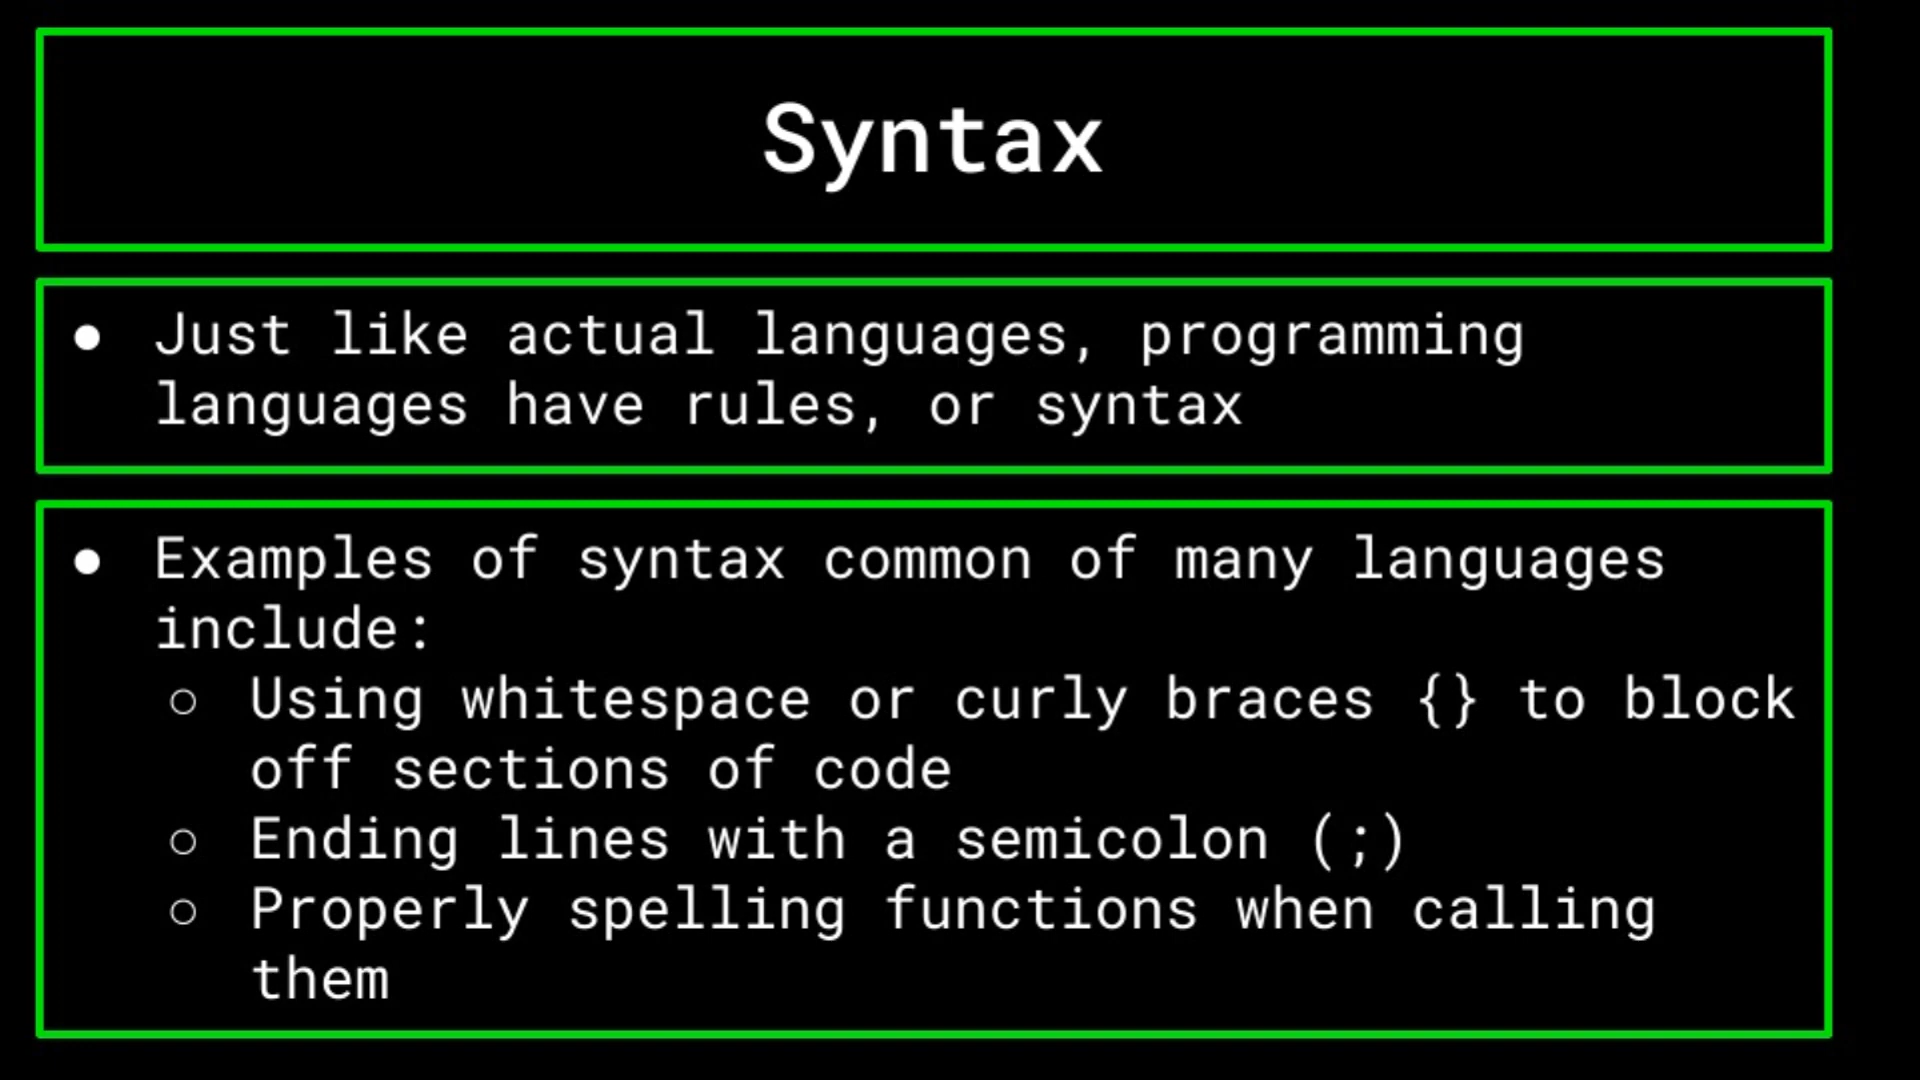 Syntax
● Just like actual languages, programming
languages have rules, or syntax
● Examples of syntax common of many languages
include:
○ Using whitespace or curly braces {} to block
off sections of code
○ Ending lines with a semicolon (;)
○ Properly spelling functions when calling
them